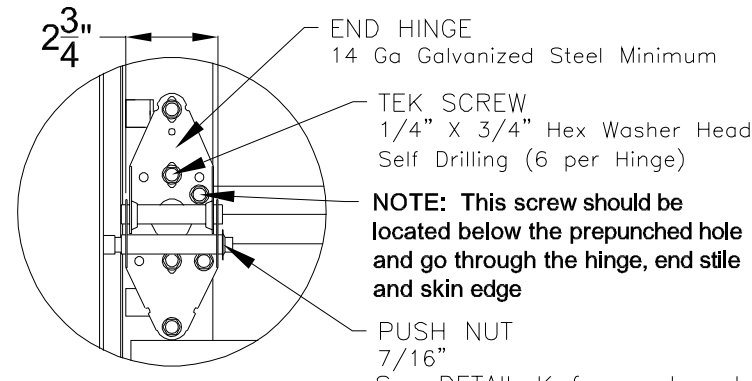 2 3/4"
END HINGE
14 Ga Galvanized Steel Minimum
TEK SCREW
1/4" X 3/4" Hex Washer Head
Self Drilling (6 per Hinge)
NOTE: This screw should be
located below the prepunched hole
and go through the hinge, end stile
and skin edge
PUSH NUT
7/16"